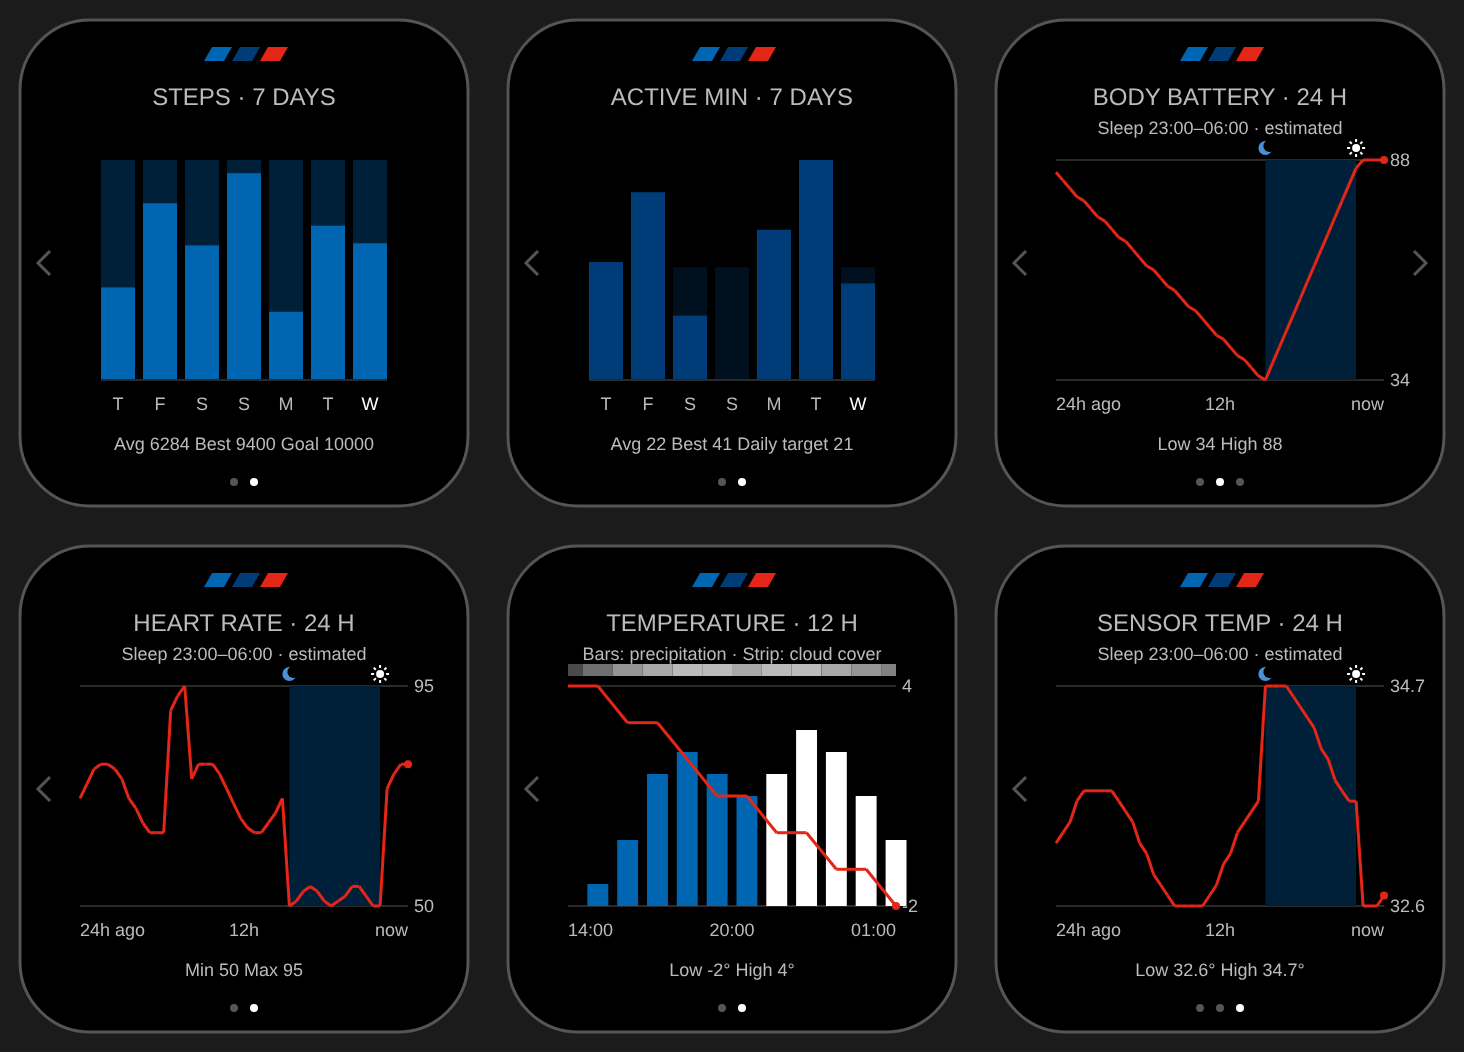 STEPS · 7 DAYS
T F S S M T W
Avg 6284 Best 9400 Goal 10000
ACTIVE MIN · 7 DAYS
T F S S M T W
Avg 22 Best 41 Daily target 21
BODY BATTERY · 24 H
Sleep 23:00–06:00 · estimated
88
34
24h ago 12h now
Low 34 High 88
HEART RATE · 24 H
Sleep 23:00–06:00 · estimated
95
50
24h ago 12h now
Min 50 Max 95
TEMPERATURE · 12 H
Bars: precipitation · Strip: cloud cover
4
-2
14:00 20:00 01:00
Low -2° High 4°
SENSOR TEMP · 24 H
Sleep 23:00–06:00 · estimated
34.7
32.6
24h ago 12h now
Low 32.6° High 34.7°